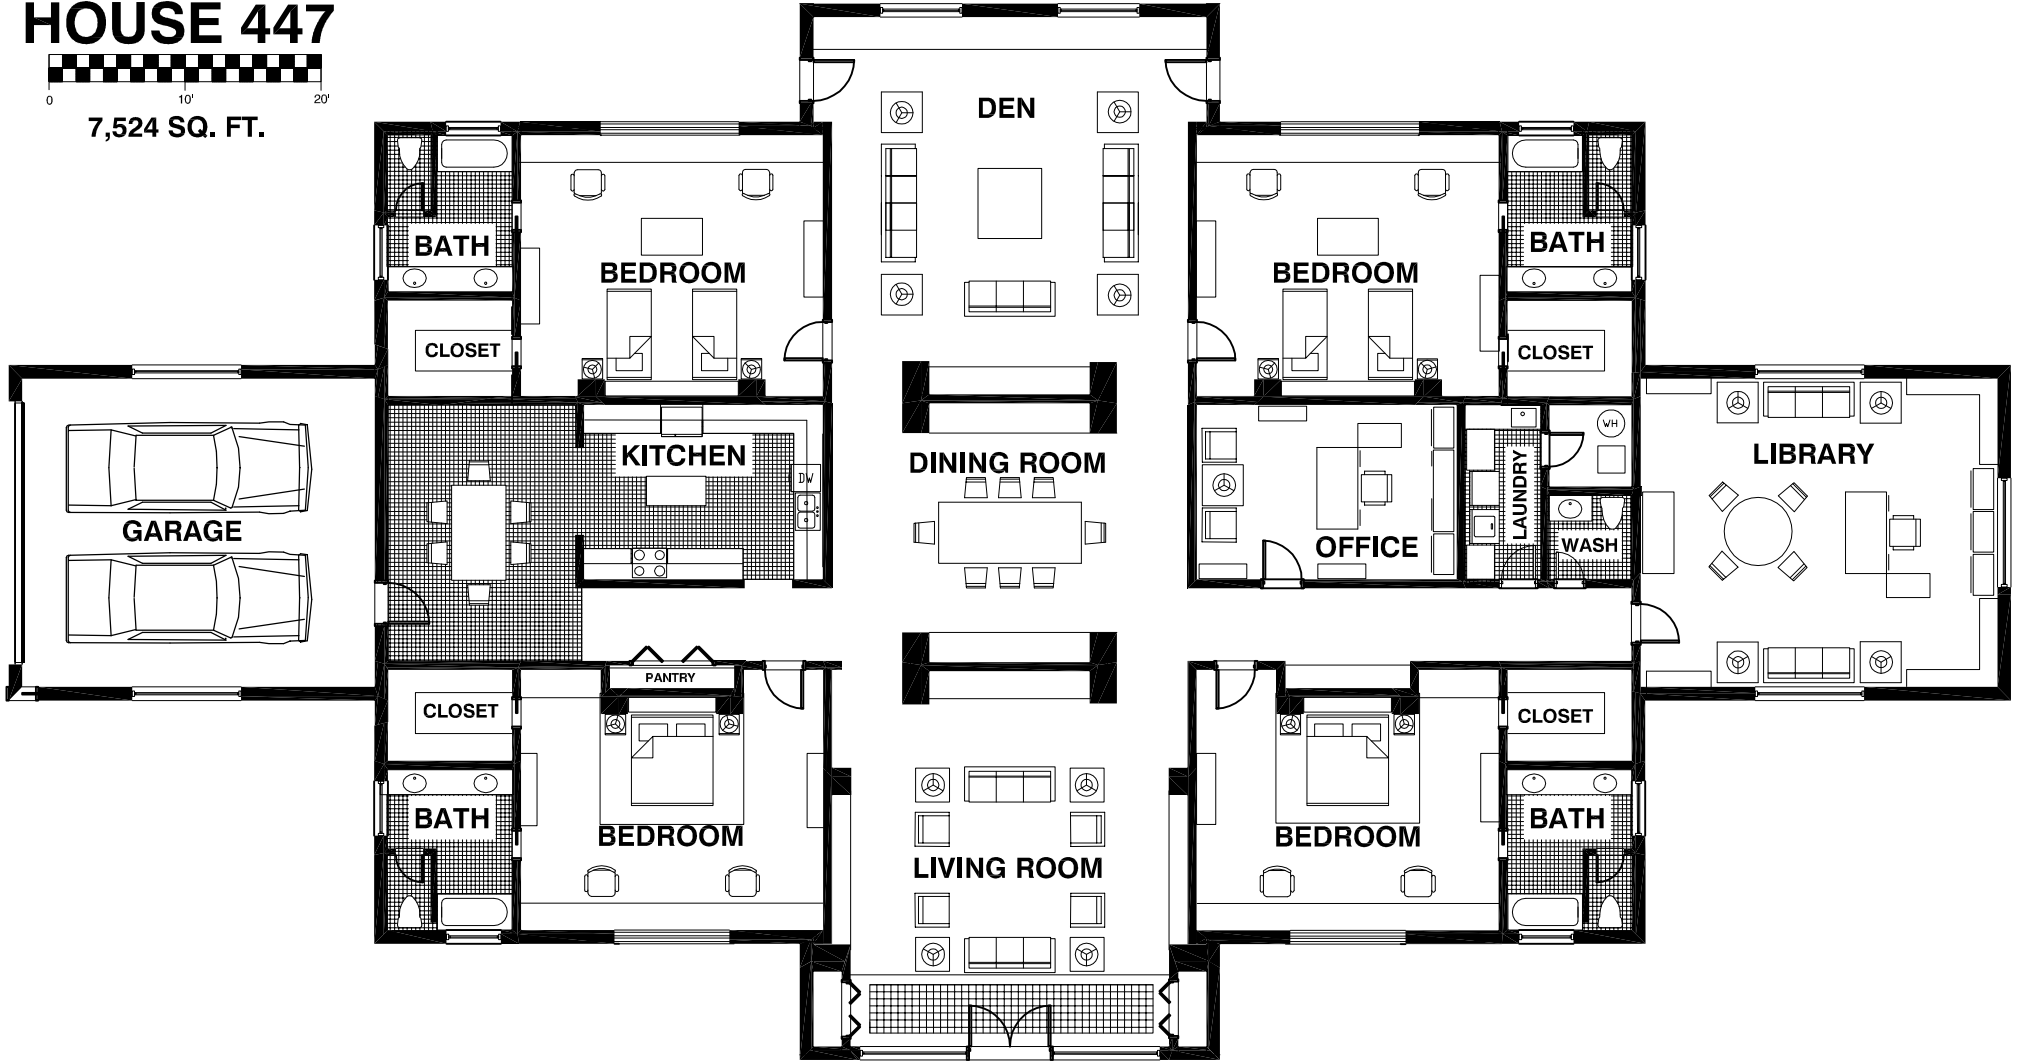 HOUSE 447
0 10' 20'
7,524 SQ. FT.
DEN
BATH
BEDROOM
BEDROOM
BATH
CLOSET
CLOSET
KITCHEN
DW
DINING ROOM
WH
LIBRARY
GARAGE
OFFICE
LAUNDRY
WASH
PANTRY
CLOSET
CLOSET
BATH
BEDROOM
LIVING ROOM
BEDROOM
BATH